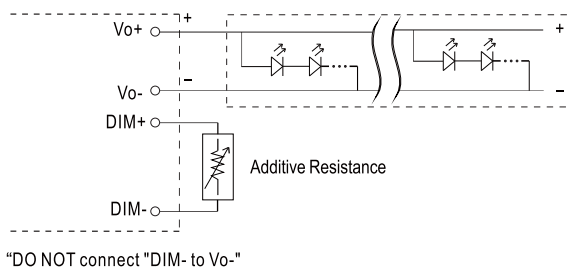 Vo+ + +
Vo- - -
DIM+
Additive Resistance
DIM-
“DO NOT connect "DIM- to Vo-"